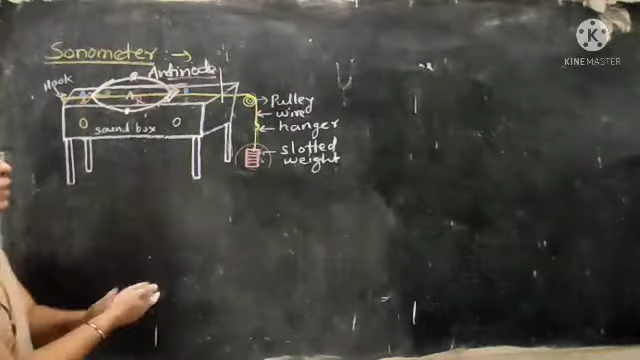 Sonometer →
Hook
Antinode
Pulley
wire
hanger
sound box
slotted
weight
K
KINEMASTER